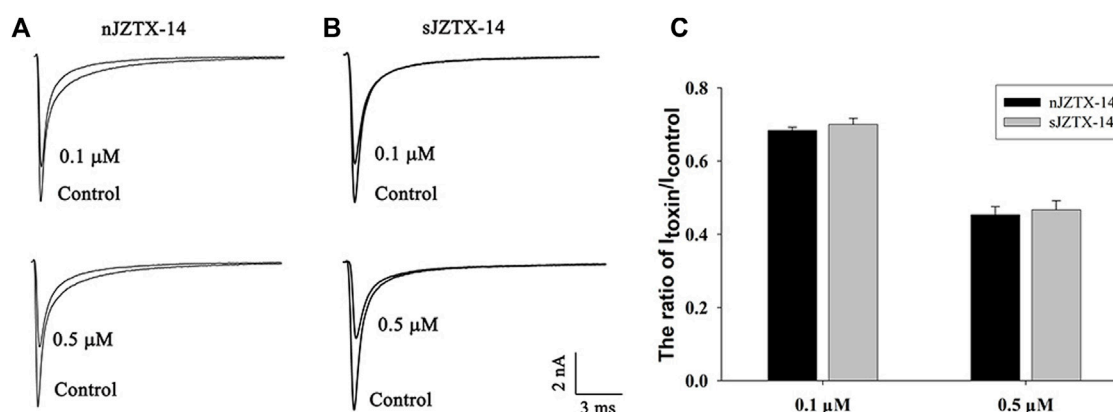 A
nJZTX-14
0.1 µM
Control
0.5 µM
Control
B
sJZTX-14
0.1 µM
Control
0.5 µM
Control
2 nA
3 ms
C
The ratio of Itoxin/Icontrol
0.8
0.6
0.4
0.2
0.0
nJZTX-14
sJZTX-14
0.1 µM
0.5 µM